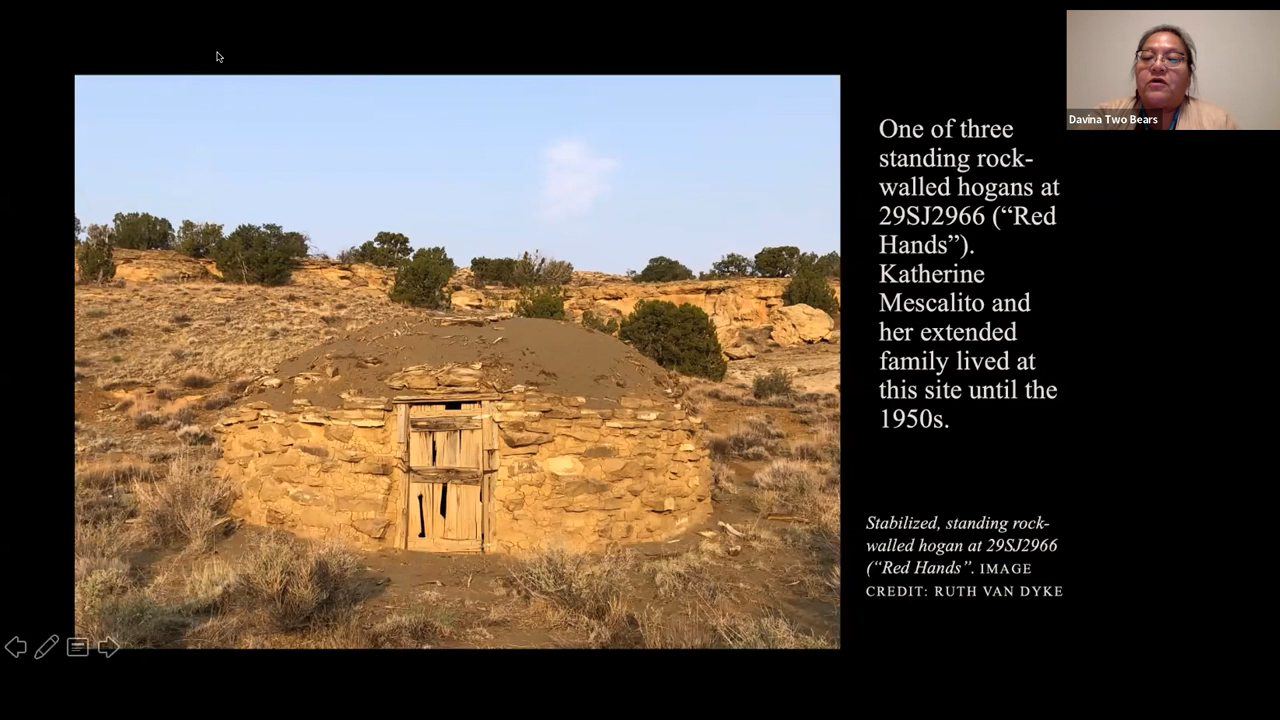 Davina Two Bears
One of three
standing rock-
walled hogans at
29SJ2966 (“Red
Hands”).
Katherine
Mescalito and
her extended
family lived at
this site until the
1950s.
Stabilized, standing rock-
walled hogan at 29SJ2966
(“Red Hands”. IMAGE
CREDIT: RUTH VAN DYKE